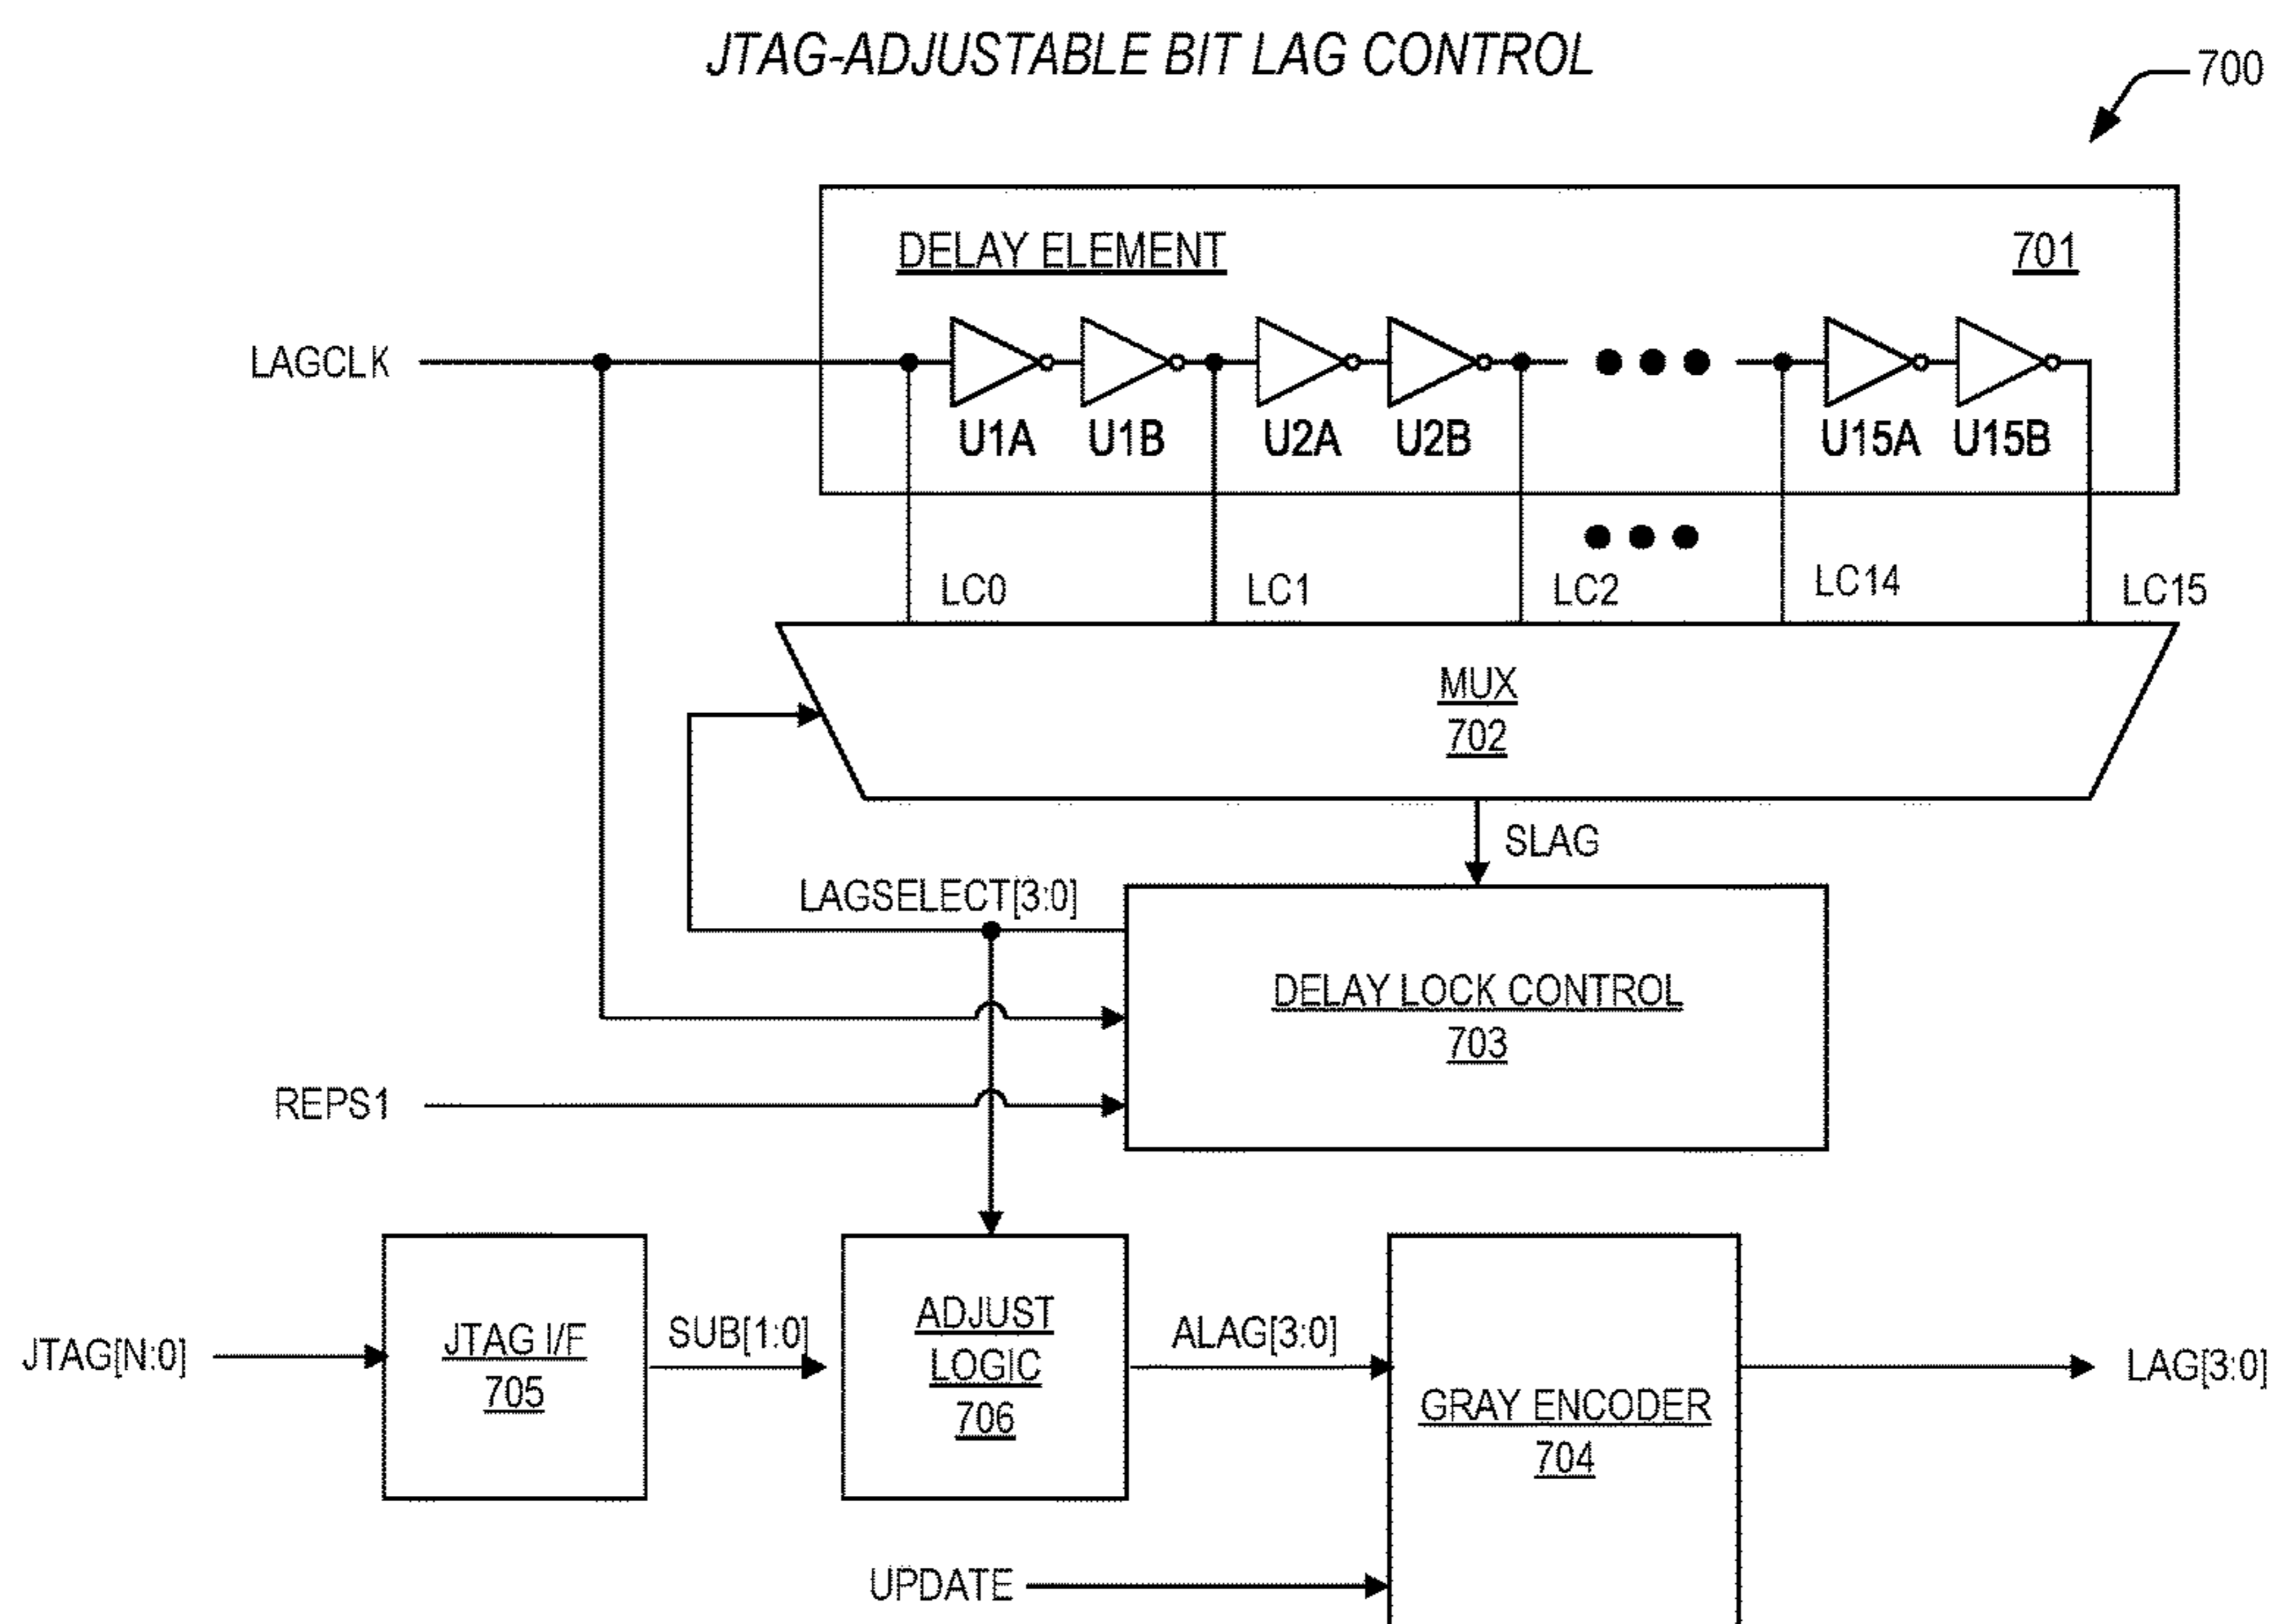 JTAG-ADJUSTABLE BIT LAG CONTROL
700
DELAY ELEMENT
701
LAGCLK
U1A
U1B
U2A
U2B
U15A
U15B
LC0
LC1
LC2
LC14
LC15
MUX
702
SLAG
LAGSELECT[3:0]
DELAY LOCK CONTROL
703
REPS1
JTAG[N:0]
JTAG I/F
705
SUB[1:0]
ADJUST
LOGIC
706
ALAG[3:0]
GRAY ENCODER
704
LAG[3:0]
UPDATE